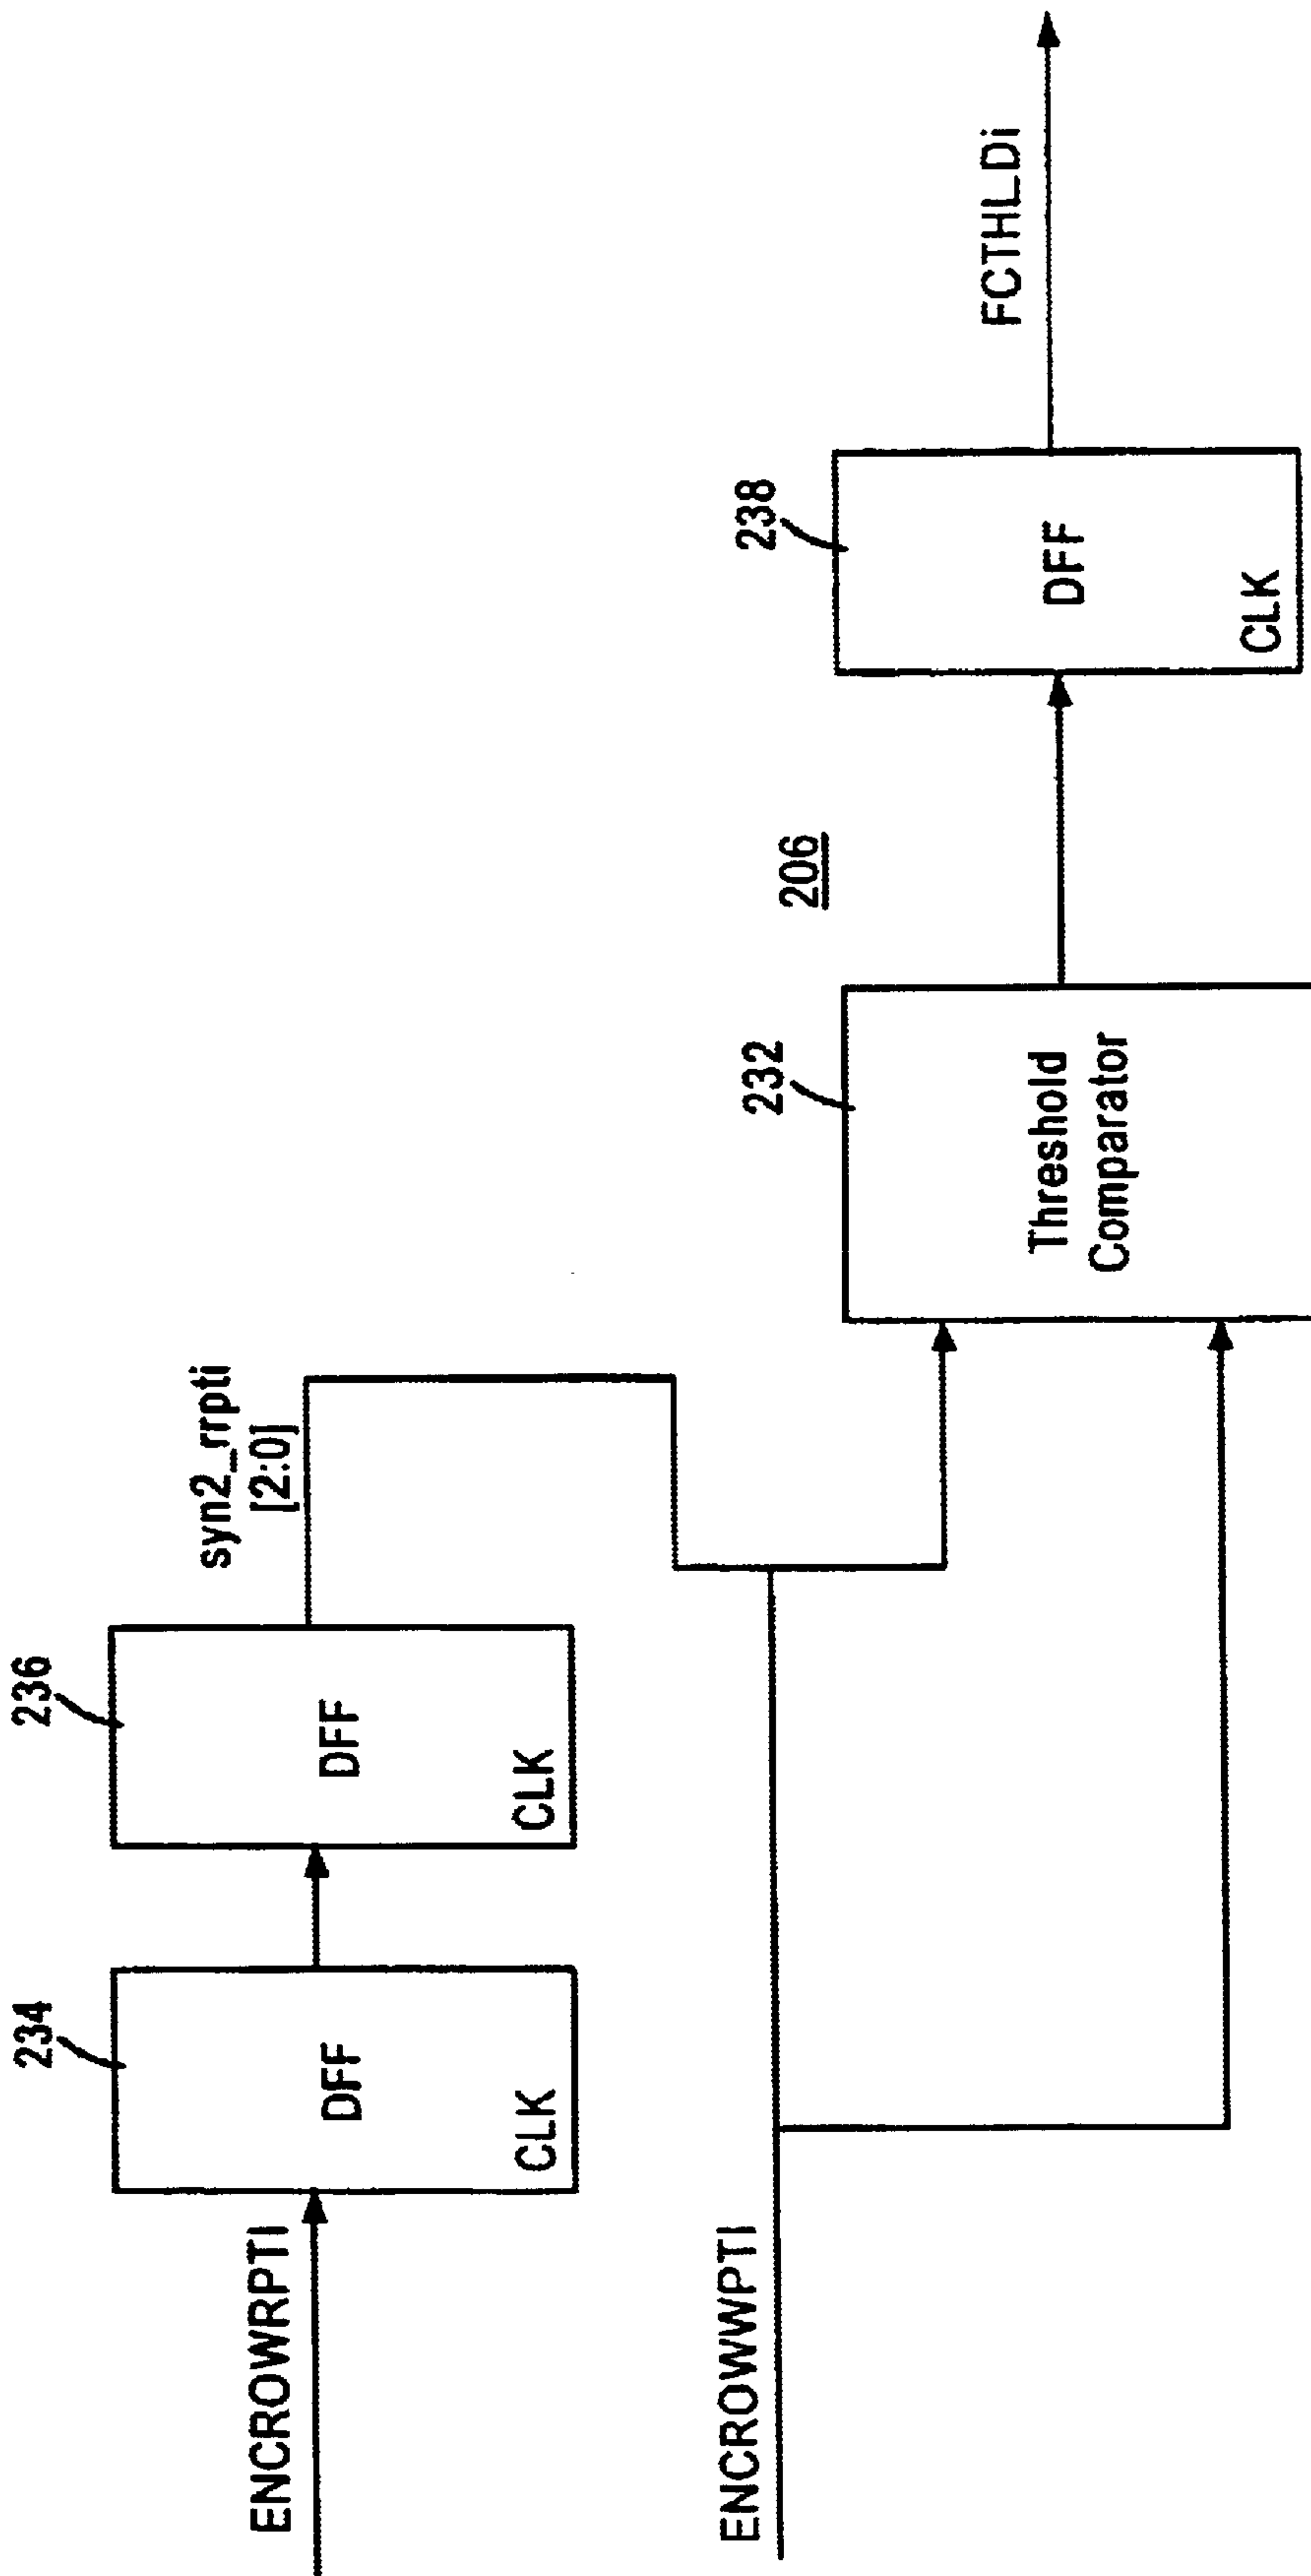 234
236
ENCROWRPTI
DFF
CLK
DFF
CLK
syn2_rrpti
[2:0]
ENCROWWPTI
232
Threshold
Comparator
206
238
DFF
CLK
FCTHLDi